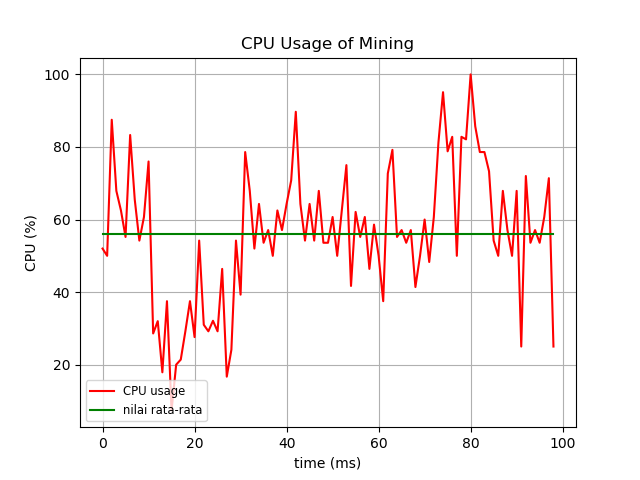 CPU Usage of Mining
100
80
60
40
20
CPU (%)
CPU usage
nilai rata-rata
0 20 40 60 80 100
time (ms)